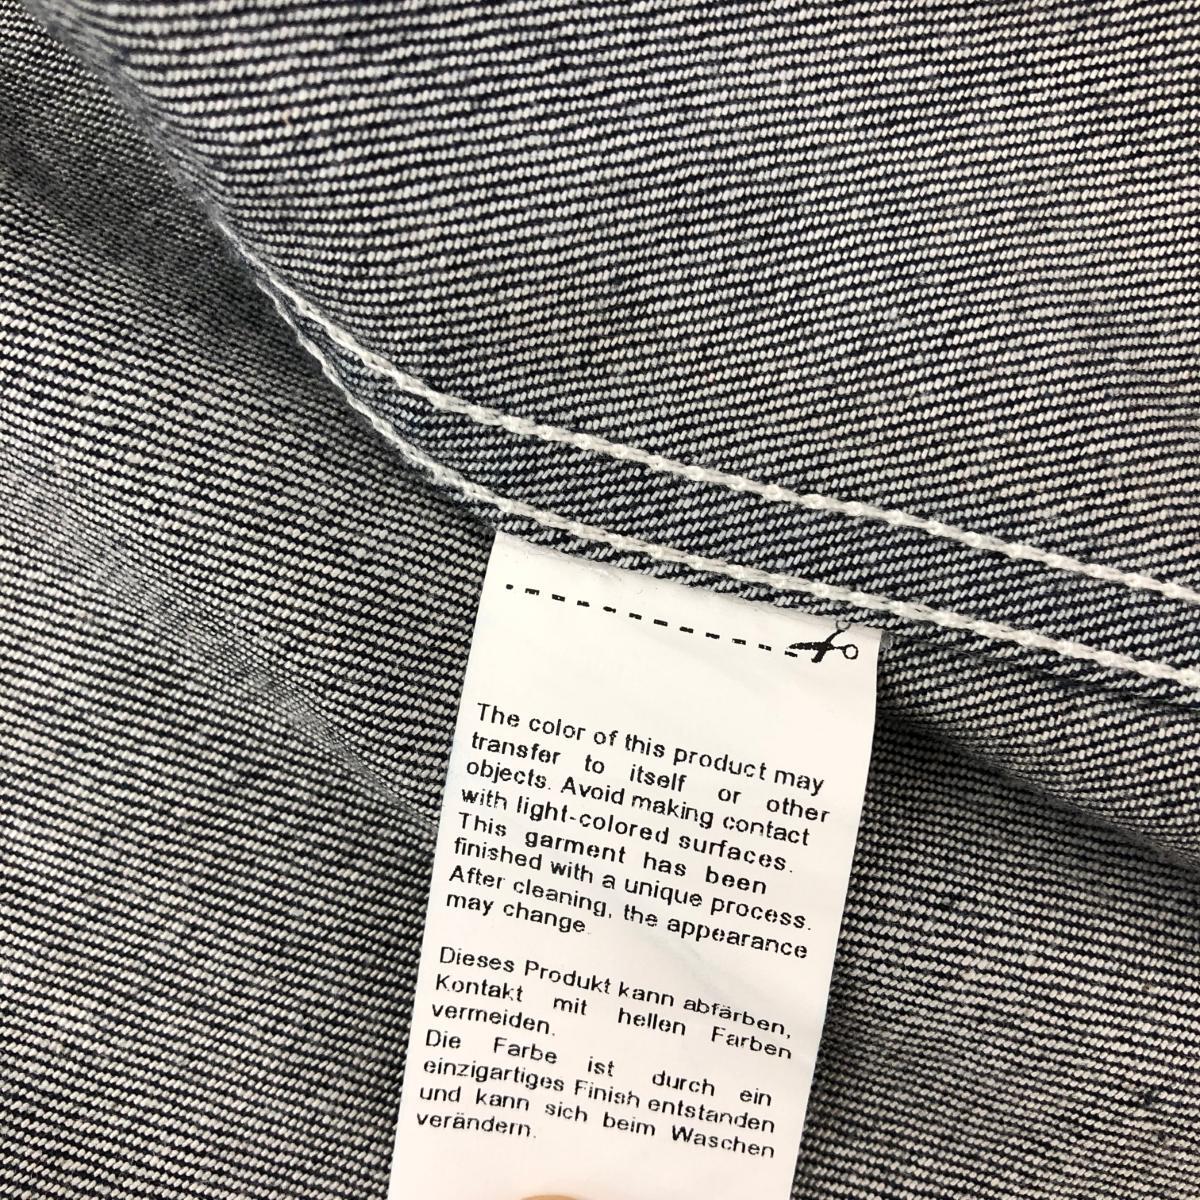 The color of this product may
transfer to itself or other
objects. Avoid making contact
with light-colored surfaces.
This garment has been
finished with a unique process.
After cleaning, the appearance
may change.
Dieses Produkt kann abfärben,
Kontakt mit hellen Farben
vermeiden.
Die Farbe ist durch ein
einzigartiges Finish entstanden
und kann sich beim Waschen
verändern.